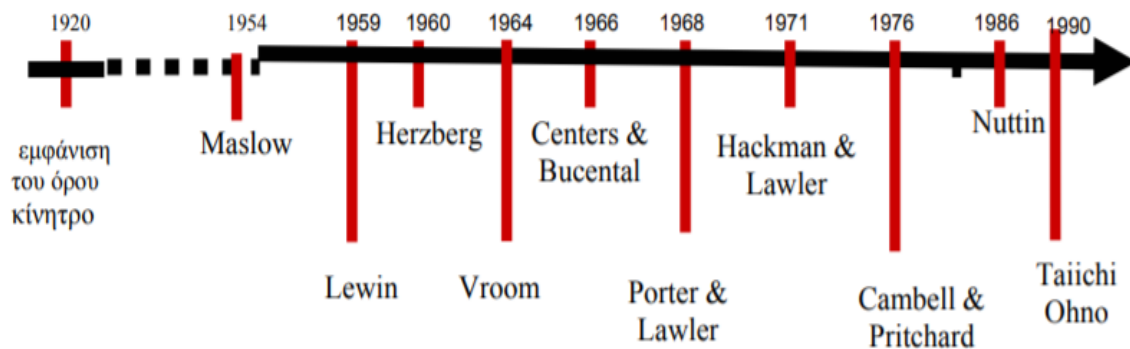 1920
1954
1959
1960
1964
1966
1968
1971
1976
1986
1990
εμφάνιση
του όρου
κίνητρο
Maslow
Lewin
Herzberg
Vroom
Centers &
Bucental
Porter &
Lawler
Hackman &
Lawler
Cambell &
Pritchard
Nuttin
Taiichi
Ohno